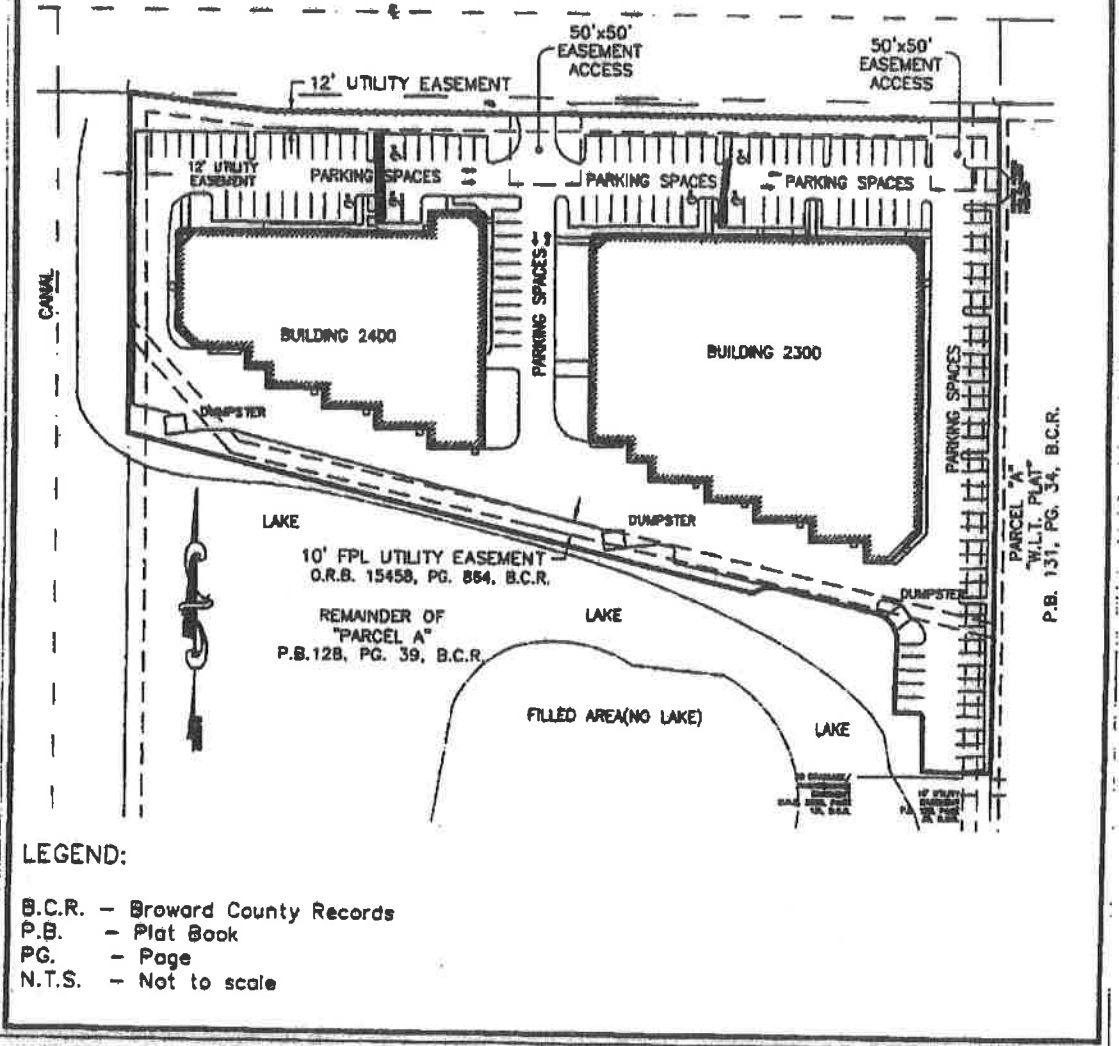 50'x50'
EASEMENT
ACCESS
50'x50'
EASEMENT
ACCESS
12' UTILITY EASEMENT
12' UTILITY
EASEMENT
PARKING SPACES
PARKING SPACES
PARKING SPACES
CANAL
PARKING SPACES
BUILDING 2400
BUILDING 2300
PARKING SPACES
PARCEL "A"
"W.L.T. PLAT"
P.B. 131, PG. 34, B.C.R.
DUMPSTER
DUMPSTER
DUMPSTER
LAKE
10' FPL UTILITY EASEMENT
O.R.B. 15458, PG. 864, B.C.R.
REMAINDER OF
"PARCEL A"
P.B.128, PG. 39, B.C.R.
LAKE
FILLED AREA(NO LAKE)
LAKE
LEGEND:
B.C.R. – Broward County Records
P.B. – Plat Book
PG. – Page
N.T.S. – Not to scale